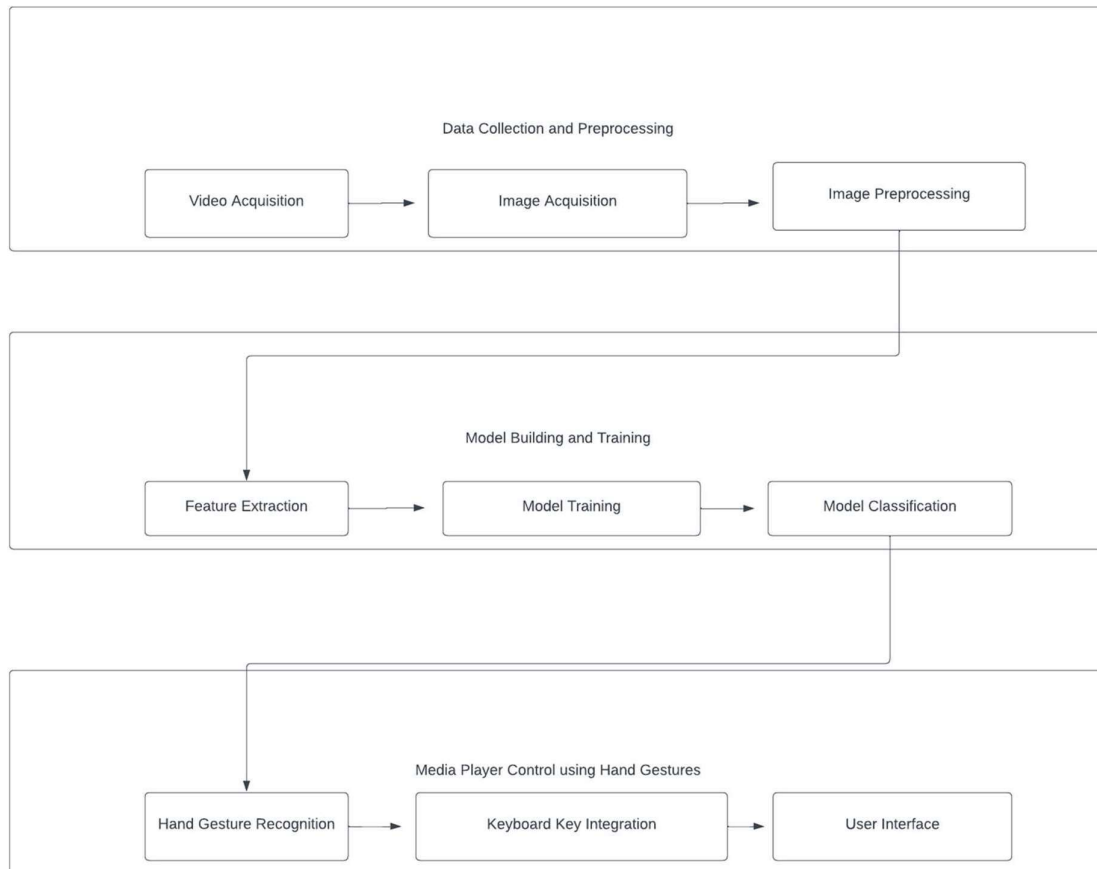 Data Collection and Preprocessing
Video Acquisition
Image Acquisition
Image Preprocessing
Model Building and Training
Feature Extraction
Model Training
Model Classification
Media Player Control using Hand Gestures
Hand Gesture Recognition
Keyboard Key Integration
User Interface